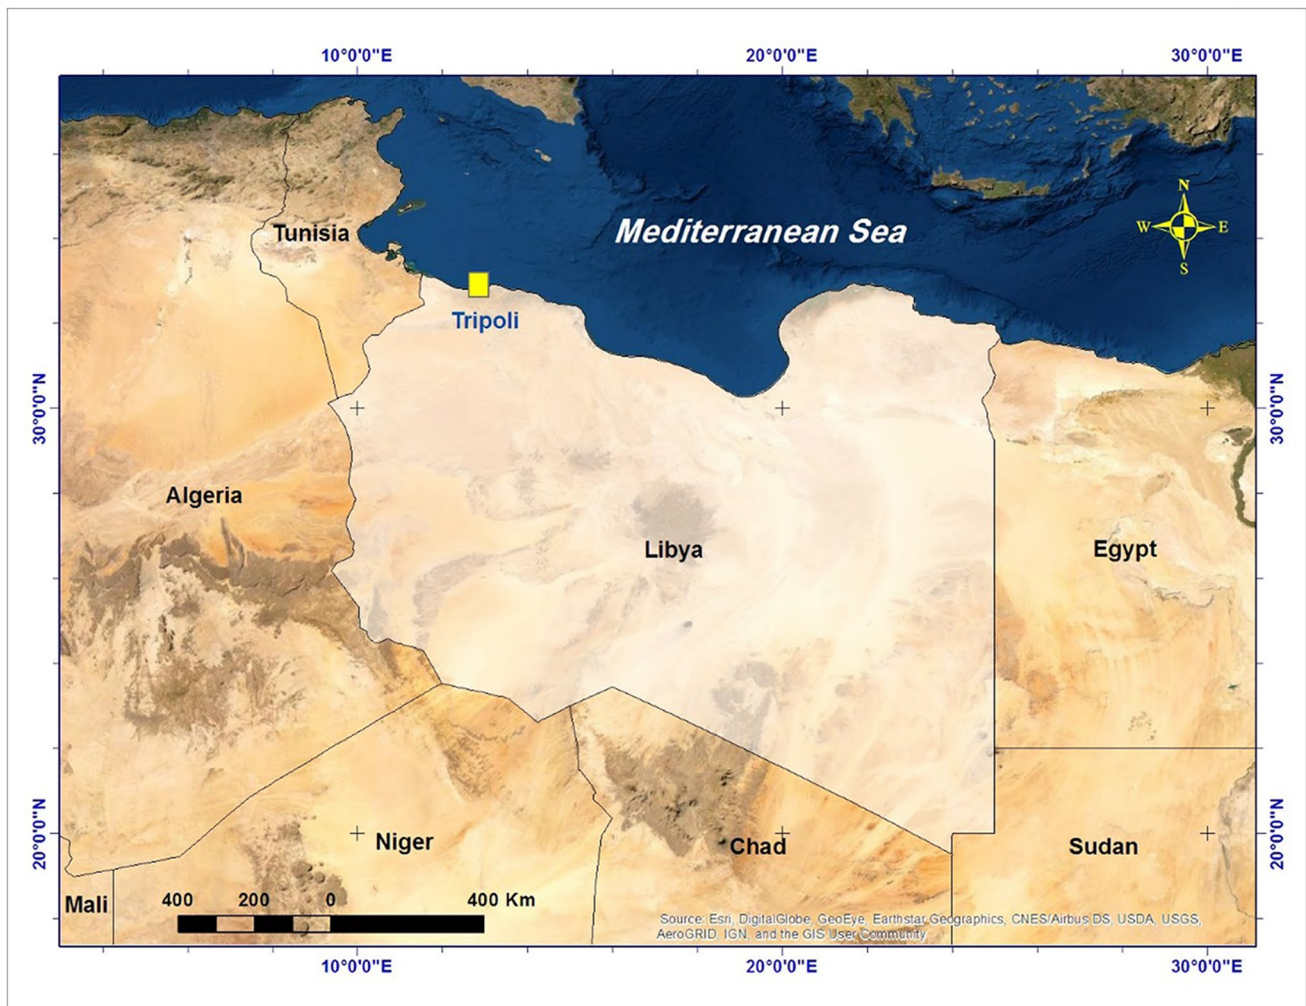 10°0'0"E 20°0'0"E 30°0'0"E
N
W E
S
Mediterranean Sea
Tunisia
Tripoli
30°0'0"N 30°0'0"N
Algeria
Libya
Egypt
20°0'0"N 20°0'0"N
Niger
Chad
Sudan
Mali
400 200 0 400 Km
Source: Esri, DigitalGlobe, GeoEye, Earthstar Geographics, CNES/Airbus DS, USDA, USGS,
AeroGRID, IGN, and the GIS User Community
10°0'0"E 20°0'0"E 30°0'0"E